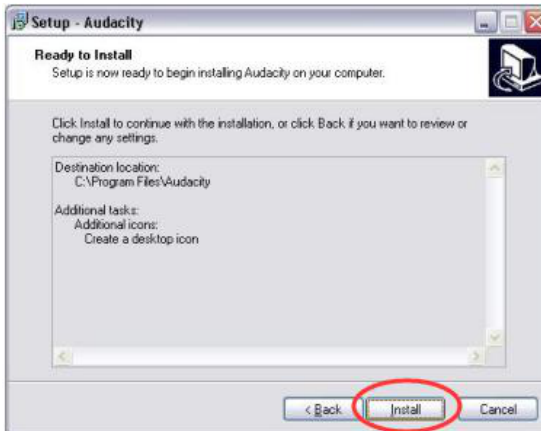 Setup - Audacity
Ready to Install
Setup is now ready to begin installing Audacity on your computer.
Click Install to continue with the installation, or click Back if you want to review or
change any settings.
Destination location:
C:\Program Files\Audacity
Additional tasks:
Additional icons:
Create a desktop icon
< Back
Install
Cancel